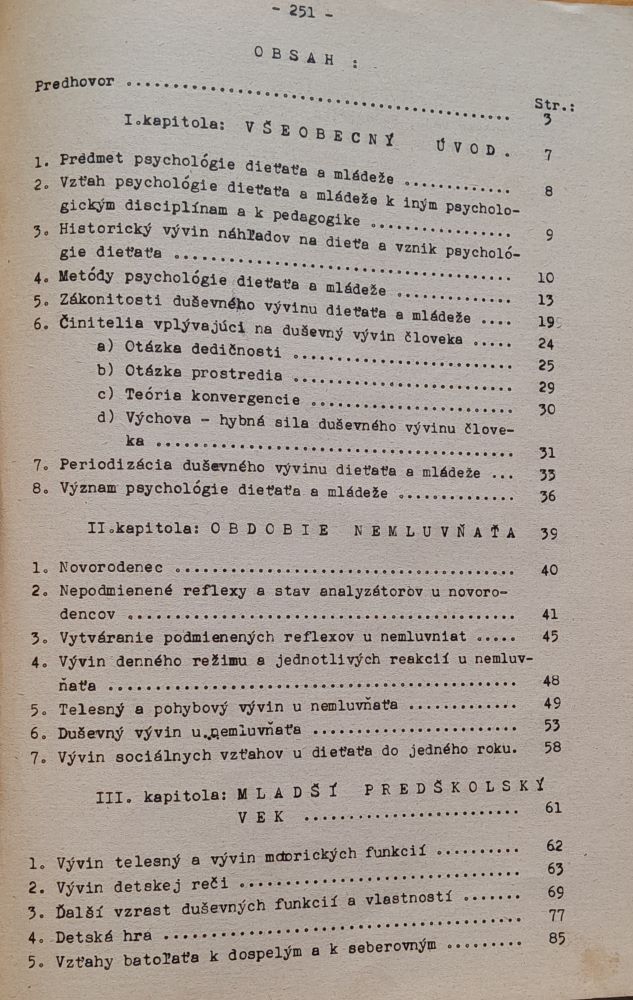 - 251 -
O B S A H :
Str.:
Predhovor ................................................ 3
I.kapitola: V Š E O B E C N Ý Ú V O D . 7
1. Predmet psychológie dieťaťa a mládeže ............. 8
2. Vzťah psychológie dieťaťa a mládeže k iným psycholo-
gickým disciplínam a k pedagogike ................. 9
3. Historický vývin náhľadov na dieťa a vznik psycholó-
gie dieťaťa ....................................... 10
4. Metódy psychológie dieťaťa a mládeže .............. 13
5. Zákonitosti duševného vývinu dieťaťa a mládeže .... 19
6. Činitelia vplývajúci na duševný vývin človeka ..... 24
a) Otázka dedičnosti ............................ 25
b) Otázka prostredia ............................ 29
c) Teória konvergencie .......................... 30
d) Výchova - hybná sila duševného vývinu člove-
ka ........................................... 31
7. Periodizácia duševného vývinu dieťaťa a mládeže ... 33
8. Význam psychológie dieťaťa a mládeže .............. 36
II.kapitola: O B D O B I E N E M L U V Ň A Ť A 39
1. Novorodenec ....................................... 40
2. Nepodmienené reflexy a stav analyzátorov u novoro-
dencov ............................................ 41
3. Vytváranie podmienených reflexov u nemluvniat ..... 45
4. Vývin denného režimu a jednotlivých reakcií u nemluv-
ňaťa .............................................. 48
5. Telesný a pohybový vývin u nemluvňaťa ............. 49
6. Duševný vývin u nemluvňaťa ........................ 53
7. Vývin sociálnych vzťahov u dieťaťa do jedného roku. 58
III. kapitola: M L A D Š Í P R E D Š K O L S K Ý
V E K ........................ 61
1. Vývin telesný a vývin motorických funkcií .......... 62
2. Vývin detskej reči ................................ 63
3. Ďalší vzrast duševných funkcií a vlastností ....... 69
4. Detská hra ........................................ 77
5. Vzťahy batoľaťa k dospelým a k seberovným ......... 85